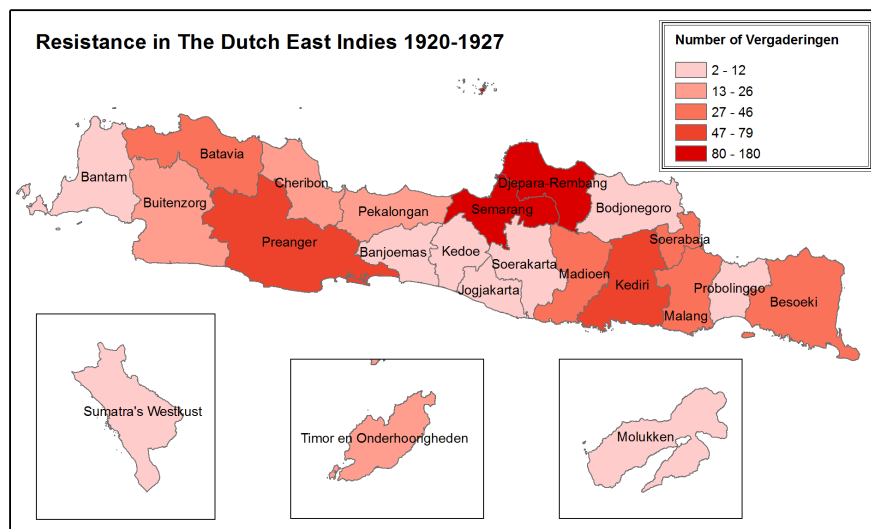 Resistance in The Dutch East Indies 1920-1927
Number of Vergaderingen
2 - 12
13 - 26
27 - 46
47 - 79
80 - 180
Batavia
Bantam
Cheribon
Buitenzorg
Pekalongan
Preanger
Banjoemas
Kedoe
Semarang
Djepara-Rembang
Bodjonegoro
Soerabaja
Soerakarta
Jogjakarta
Madioen
Kediri
Malang
Probolinggo
Besoeki
Sumatra's Westkust
Timor en Onderhoorigheden
Molukken